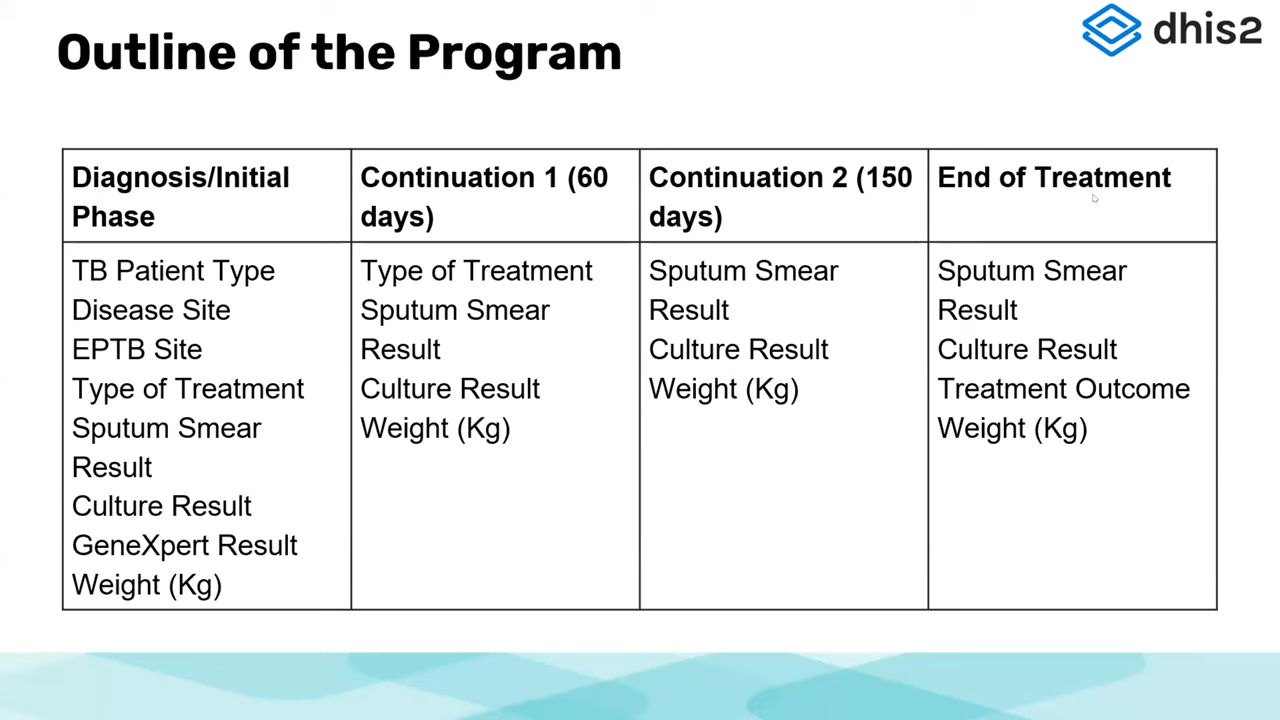 Outline of the Program
dhis2
Diagnosis/Initial
Phase
Continuation 1 (60
days)
Continuation 2 (150
days)
End of Treatment
TB Patient Type
Disease Site
EPTB Site
Type of Treatment
Sputum Smear
Result
Culture Result
GeneXpert Result
Weight (Kg)
Type of Treatment
Sputum Smear
Result
Culture Result
Weight (Kg)
Sputum Smear
Result
Culture Result
Weight (Kg)
Sputum Smear
Result
Culture Result
Treatment Outcome
Weight (Kg)